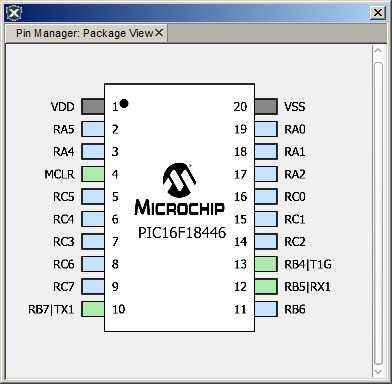 Pin Manager: Package View
VDD 1 20 VSS
RA5 2 19 RA0
RA4 3 18 RA1
MCLR 4 17 RA2
RC5 5 16 RC0
RC4 6 MICROCHIP 15 RC1
RC3 7 PIC16F18446 14 RC2
RC6 8 13 RB4|T1G
RC7 9 12 RB5|RX1
RB7|TX1 10 11 RB6